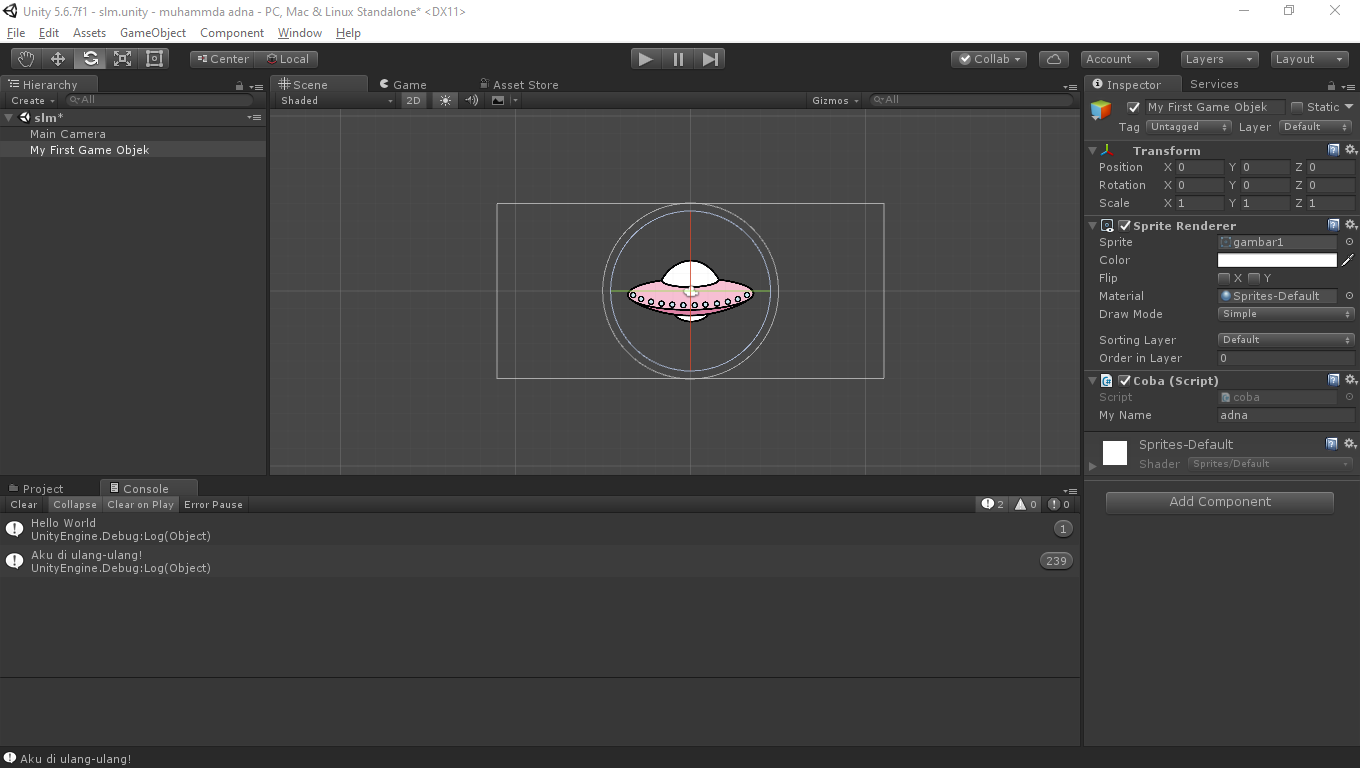 Unity 5.6.7f1 - slm.unity - muhammda adna - PC, Mac & Linux Standalone* <DX11>
File Edit Assets GameObject Component Window Help
Center Local Collab Account Layers Layout
Hierarchy
Create All
slm*
Main Camera
My First Game Objek
Scene Game Asset Store
Shaded 2D Gizmos All
Inspector Services
My First Game Objek Static
Tag Untagged Layer Default
Transform
Position X 0 Y 0 Z 0
Rotation X 0 Y 0 Z 0
Scale X 1 Y 1 Z 1
Sprite Renderer
Sprite gambar1
Color
Flip X Y
Material Sprites-Default
Draw Mode Simple
Sorting Layer Default
Order in Layer 0
Coba (Script)
Script coba
My Name adna
Sprites-Default
Shader Sprites/Default
Add Component
Project Console
Clear Collapse Clear on Play Error Pause 2 0 0
Hello World
UnityEngine.Debug:Log(Object) 1
Aku di ulang-ulang!
UnityEngine.Debug:Log(Object) 239
Aku di ulang-ulang!